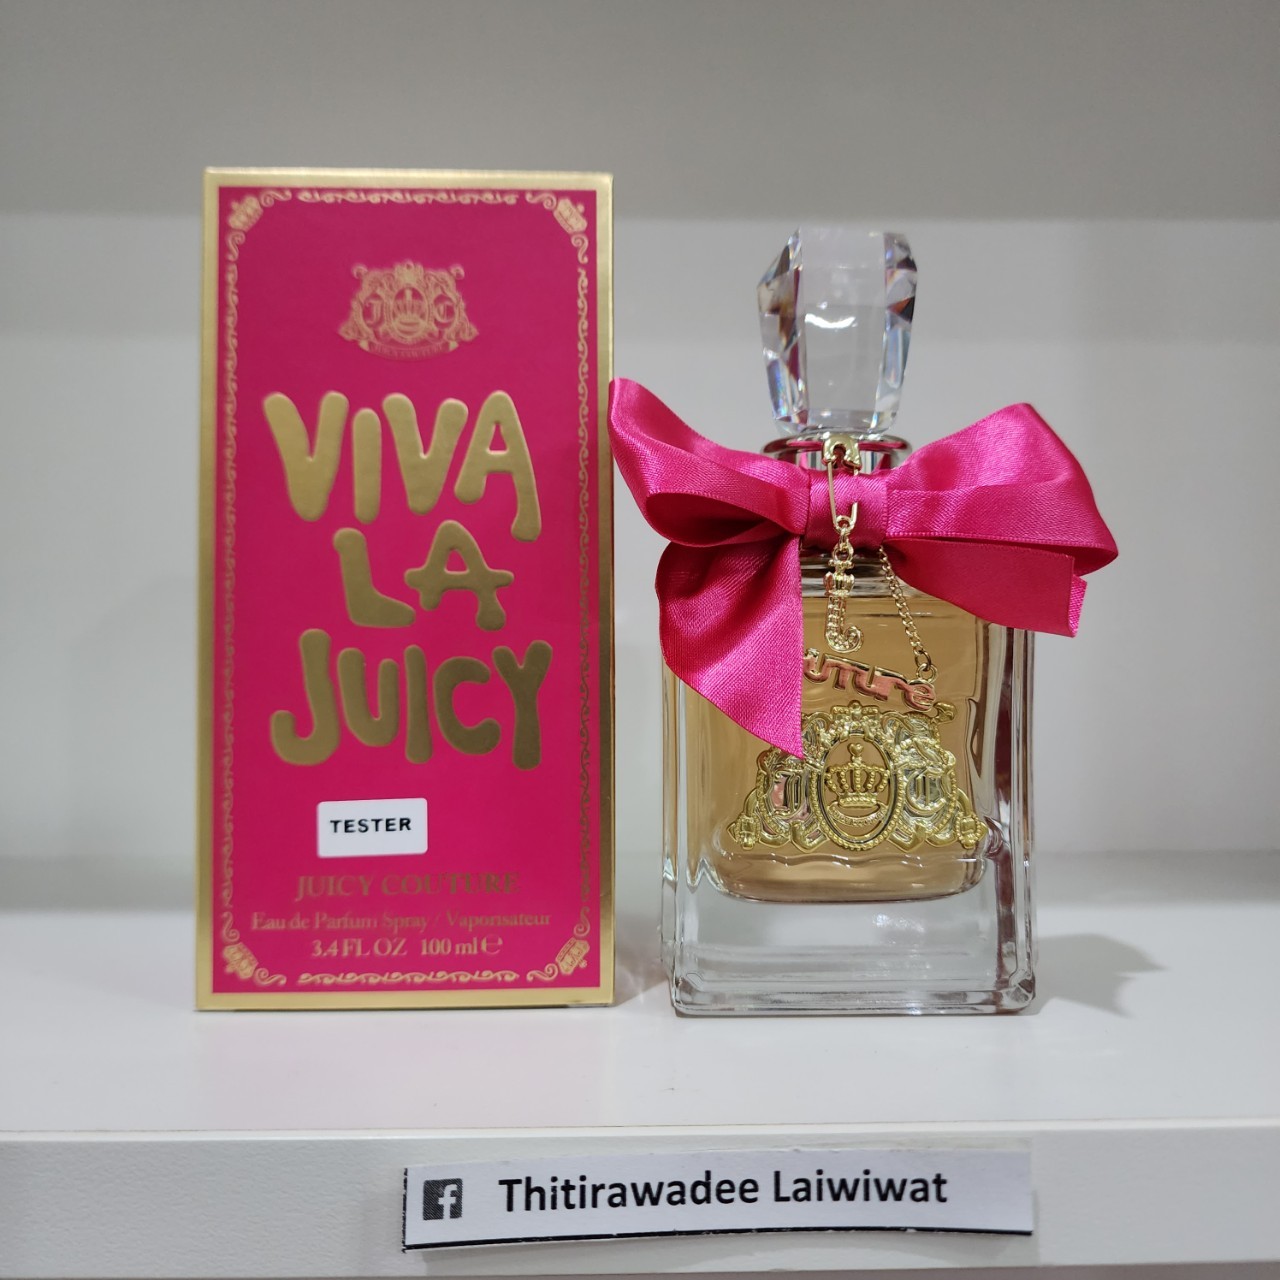 VIVA
LA
JUICY
TESTER
JUICY COUTURE
Eau de Parfum Spray / Vaporisateur
3.4 FL OZ 100 ml ℮
Thitirawadee Laiwiwat